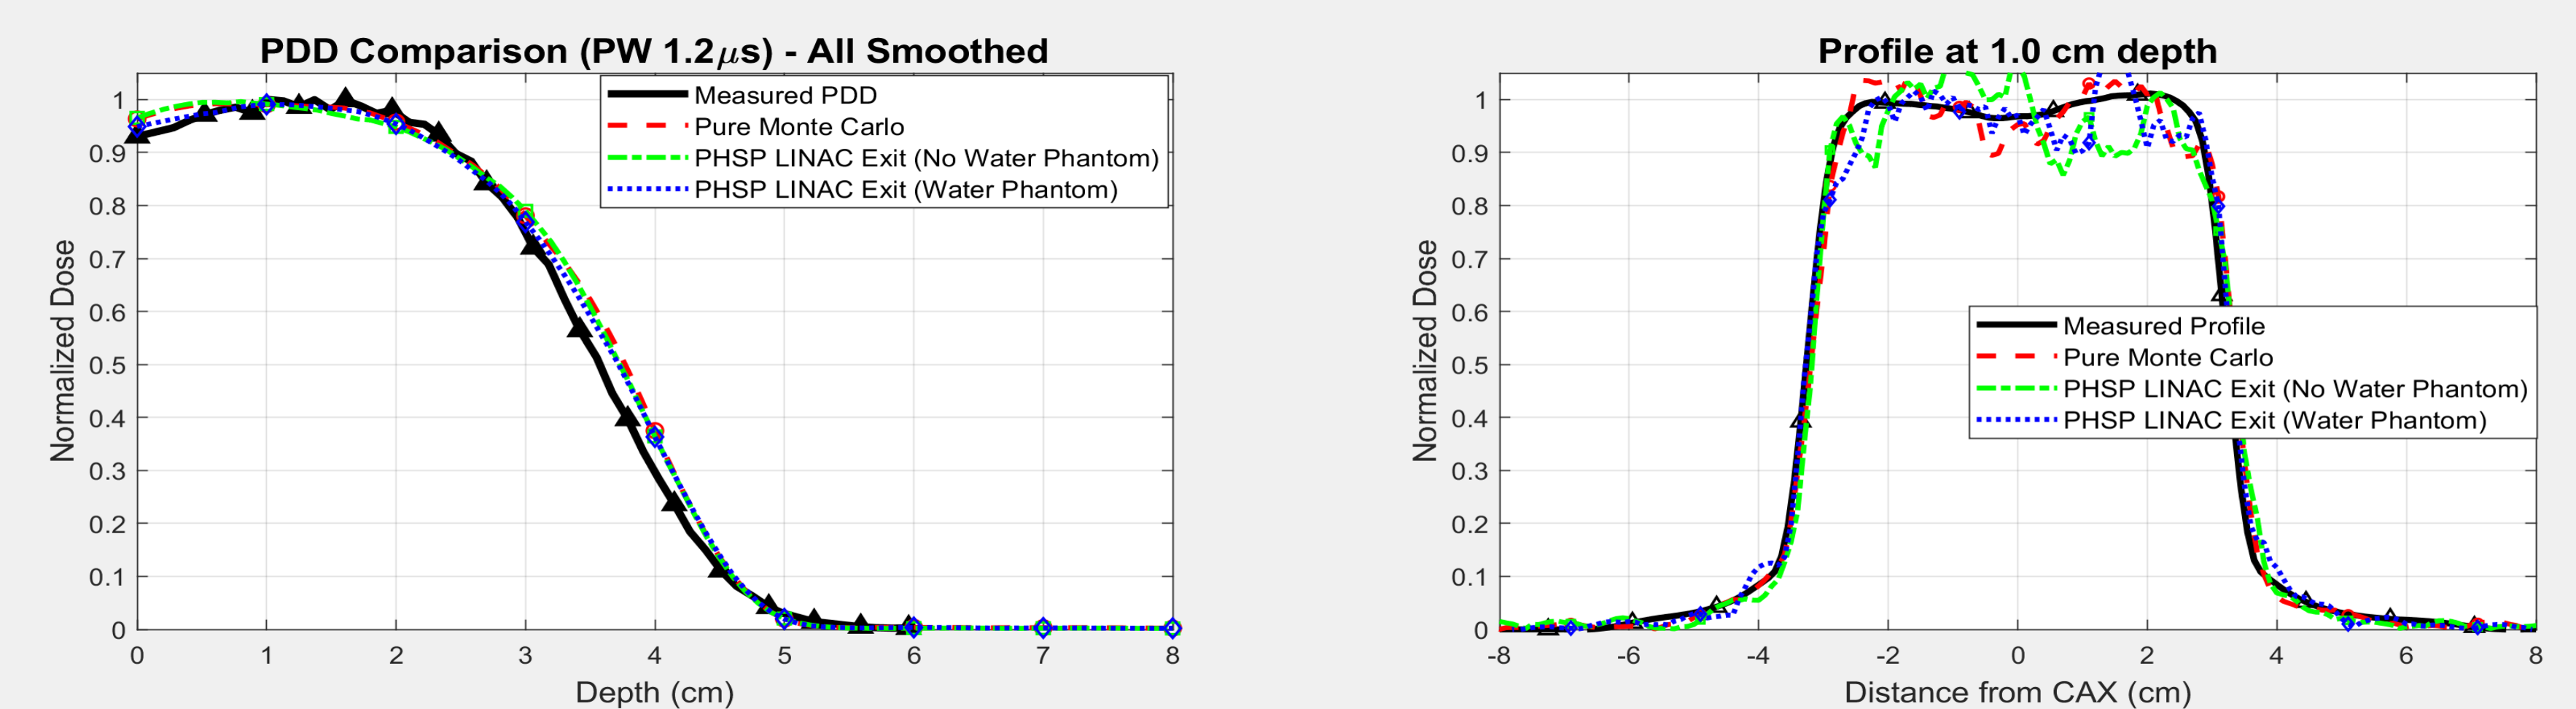 PDD Comparison (PW 1.2μs) - All Smoothed
Normalized Dose
1
0.9
0.8
0.7
0.6
0.5
0.4
0.3
0.2
0.1
0
Measured PDD
Pure Monte Carlo
PHSP LINAC Exit (No Water Phantom)
PHSP LINAC Exit (Water Phantom)
0 1 2 3 4 5 6 7 8
Depth (cm)
Profile at 1.0 cm depth
Normalized Dose
1
0.9
0.8
0.7
0.6
0.5
0.4
0.3
0.2
0.1
0
Measured Profile
Pure Monte Carlo
PHSP LINAC Exit (No Water Phantom)
PHSP LINAC Exit (Water Phantom)
-8 -6 -4 -2 0 2 4 6 8
Distance from CAX (cm)